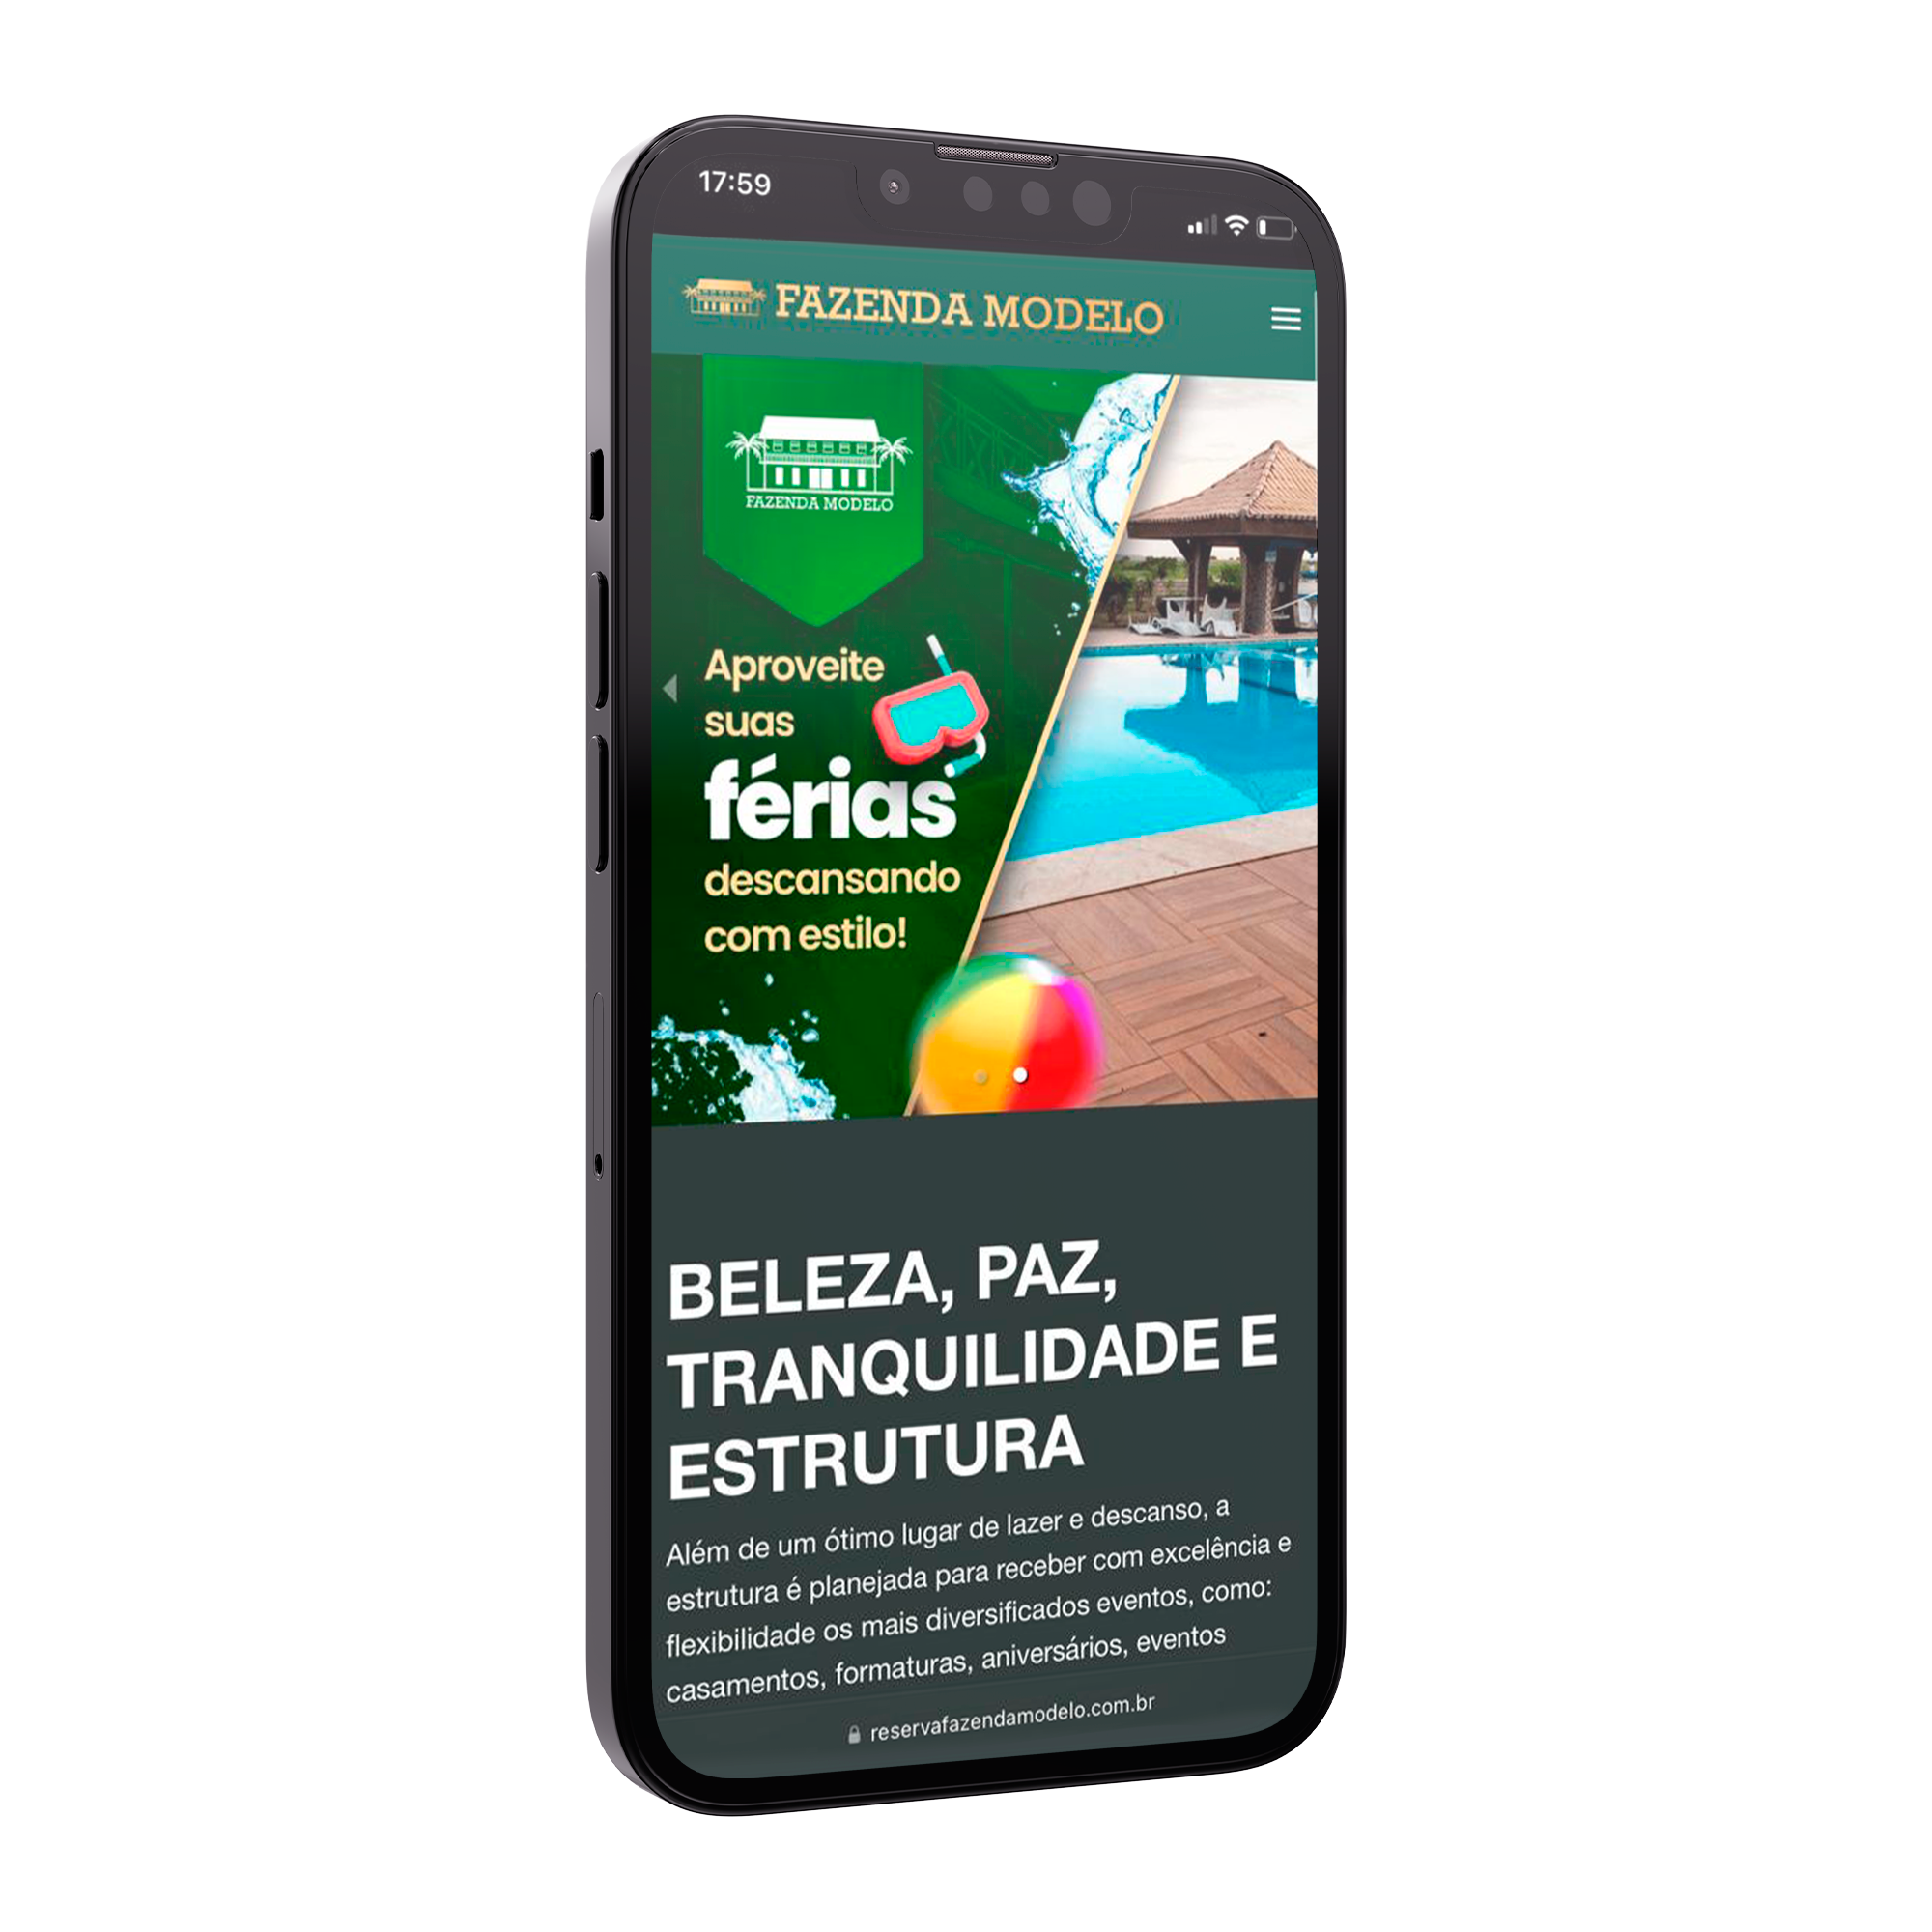 17:59
FAZENDA MODELO
FAZENDA MODELO
Aproveite
suas
férias
descansando
com estilo!
BELEZA, PAZ,
TRANQUILIDADE E
ESTRUTURA
Além de um ótimo lugar de lazer e descanso, a
estrutura é planejada para receber com excelência e
flexibilidade os mais diversificados eventos, como:
casamentos, formaturas, aniversários, eventos
reservafazendamodelo.com.br